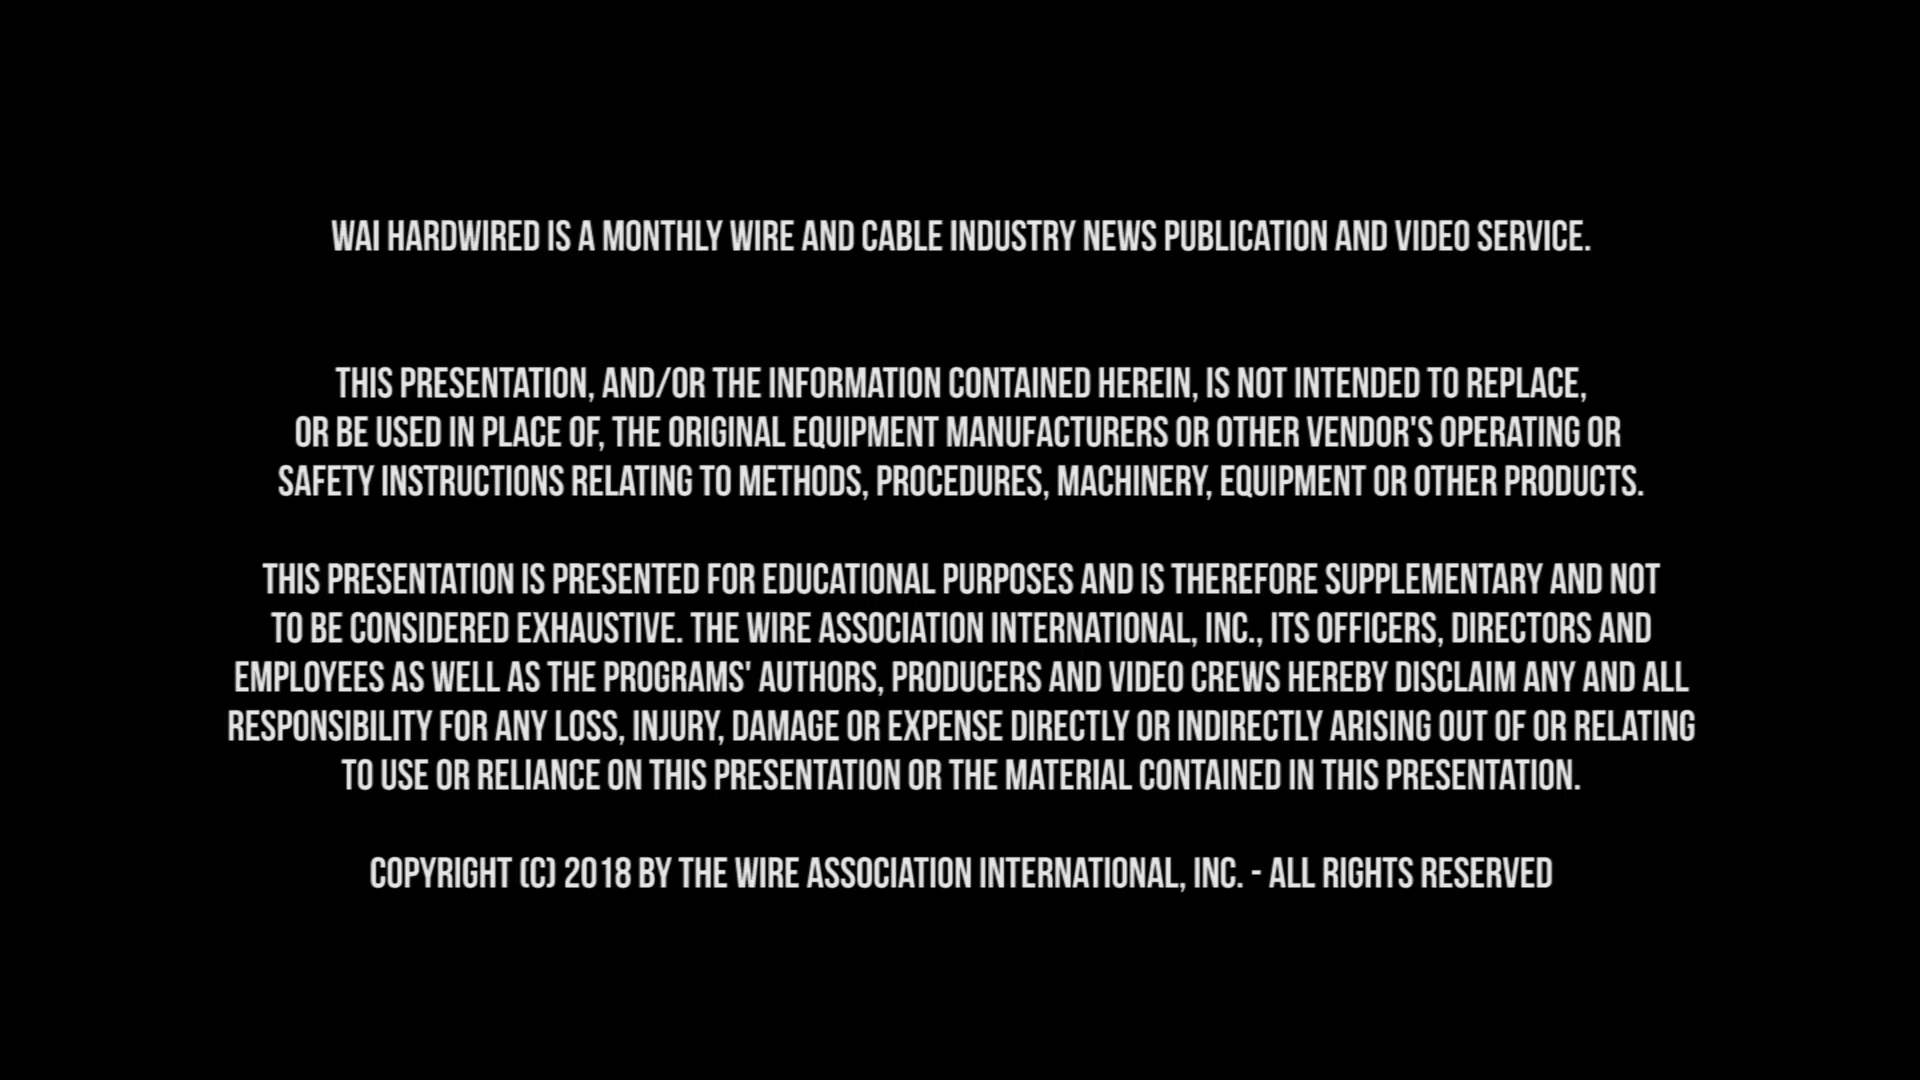 WAI HARDWIRED IS A MONTHLY WIRE AND CABLE INDUSTRY NEWS PUBLICATION AND VIDEO SERVICE.
THIS PRESENTATION, AND/OR THE INFORMATION CONTAINED HEREIN, IS NOT INTENDED TO REPLACE,
OR BE USED IN PLACE OF, THE ORIGINAL EQUIPMENT MANUFACTURERS OR OTHER VENDOR'S OPERATING OR
SAFETY INSTRUCTIONS RELATING TO METHODS, PROCEDURES, MACHINERY, EQUIPMENT OR OTHER PRODUCTS.
THIS PRESENTATION IS PRESENTED FOR EDUCATIONAL PURPOSES AND IS THEREFORE SUPPLEMENTARY AND NOT
TO BE CONSIDERED EXHAUSTIVE. THE WIRE ASSOCIATION INTERNATIONAL, INC., ITS OFFICERS, DIRECTORS AND
EMPLOYEES AS WELL AS THE PROGRAMS' AUTHORS, PRODUCERS AND VIDEO CREWS HEREBY DISCLAIM ANY AND ALL
RESPONSIBILITY FOR ANY LOSS, INJURY, DAMAGE OR EXPENSE DIRECTLY OR INDIRECTLY ARISING OUT OF OR RELATING
TO USE OR RELIANCE ON THIS PRESENTATION OR THE MATERIAL CONTAINED IN THIS PRESENTATION.
COPYRIGHT (C) 2018 BY THE WIRE ASSOCIATION INTERNATIONAL, INC. - ALL RIGHTS RESERVED